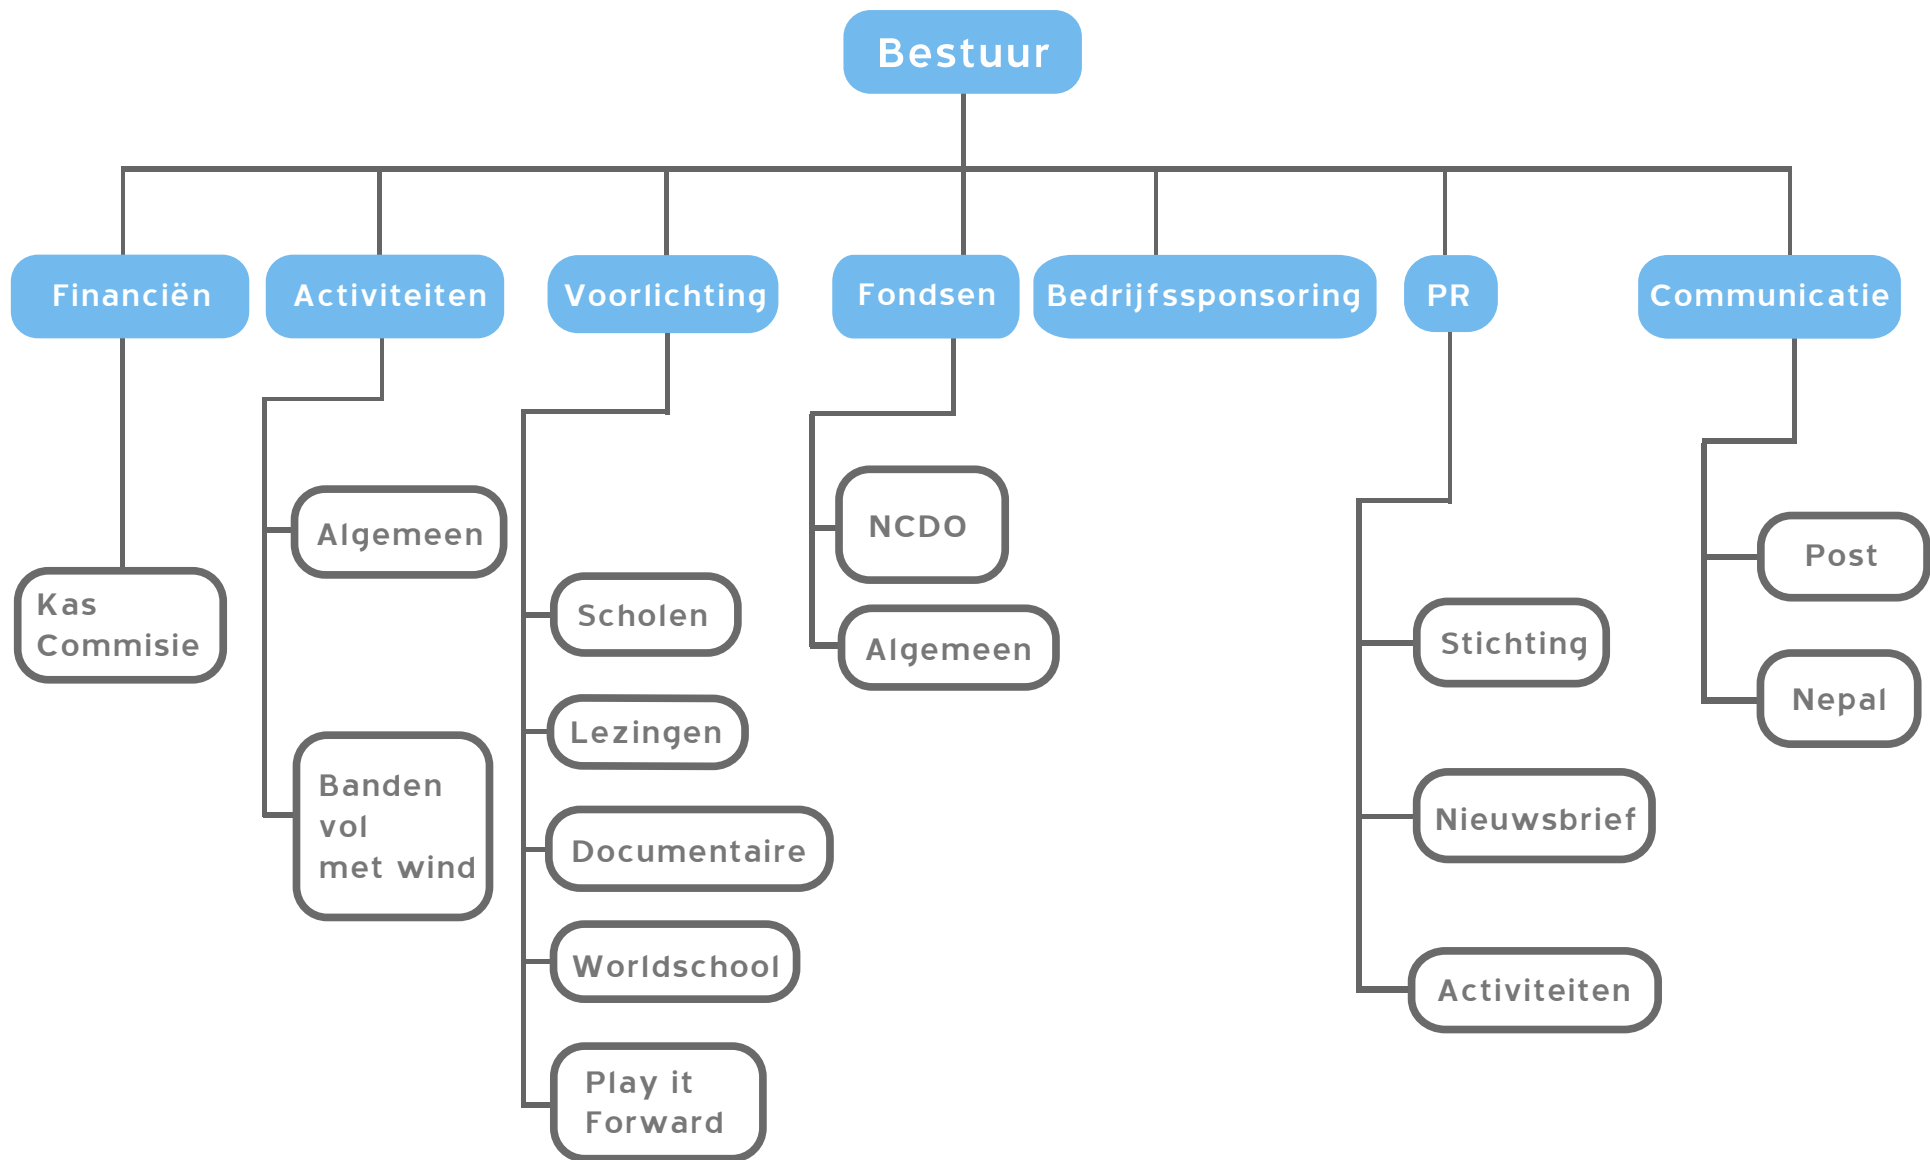 Bestuur
Financiën
Activiteiten
Voorlichting
Fondsen
Bedrijfssponsoring
PR
Communicatie
Kas
Commisie
Algemeen
Banden
vol
met wind
Scholen
Lezingen
Documentaire
Worldschool
Play it
Forward
NCDO
Algemeen
Stichting
Nieuwsbrief
Activiteiten
Post
Nepal